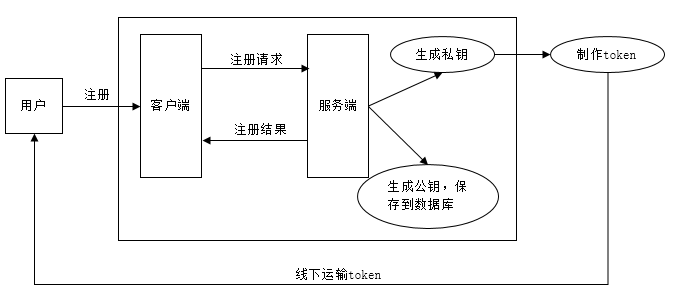 用户
注册
客户端
注册请求
注册结果
服务端
生成私钥
制作token
生成公钥，保
存到数据库
线下运输token